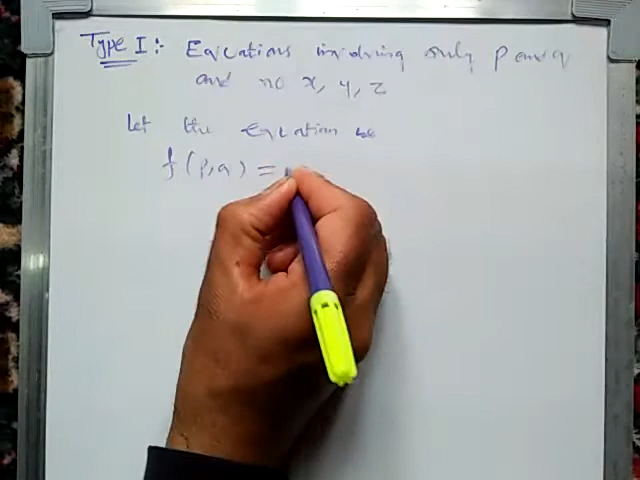 Type I :- Equations involving only p and q
and no x, y, z
Let the equation be
f(p,q) =